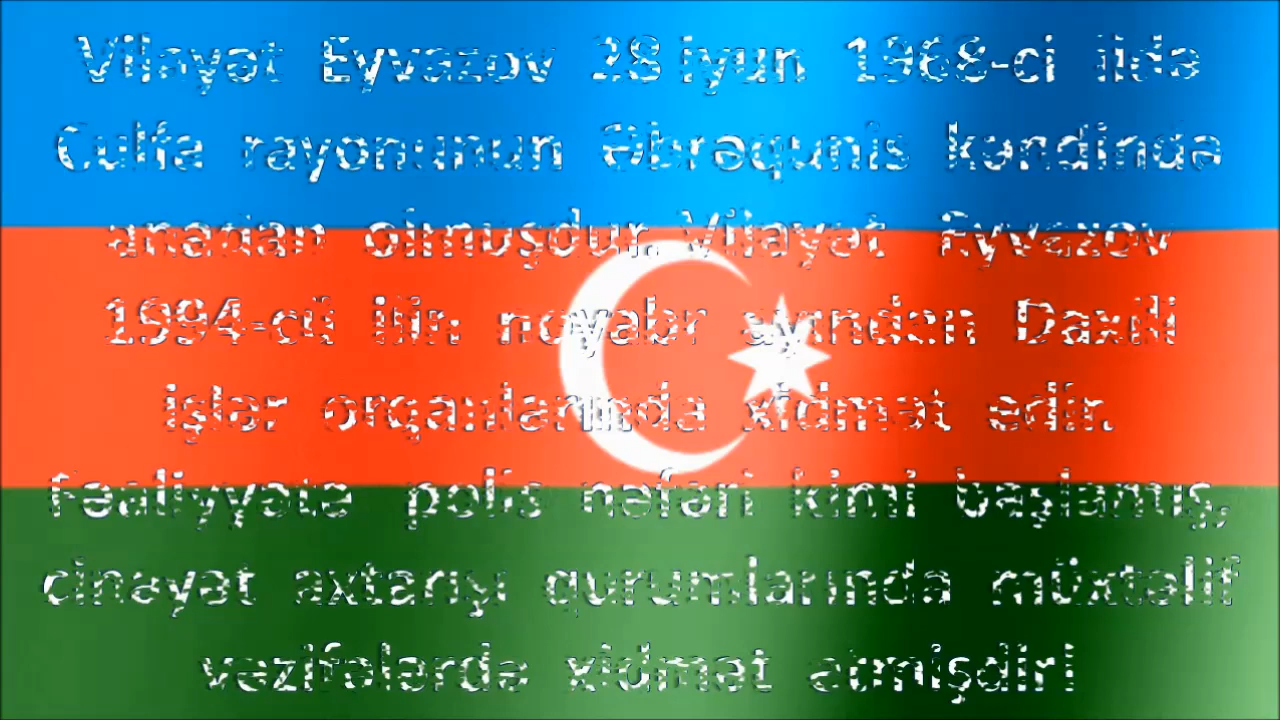 Vilayət Eyvazov 28 iyun 1968-ci ildə
Culfa rayonunun Əbrəqunis kəndində
anadan olmuşdur. Vilayət Eyvazov
1994-cü ilin noyabr ayından Daxili
işlər orqanlarında xidmət edir.
Fəaliyyətə polis nəfəri kimi başlamış,
cinayət axtarışı qurumlarında müxtəlif
vəzifələrdə xidmət etmişdir